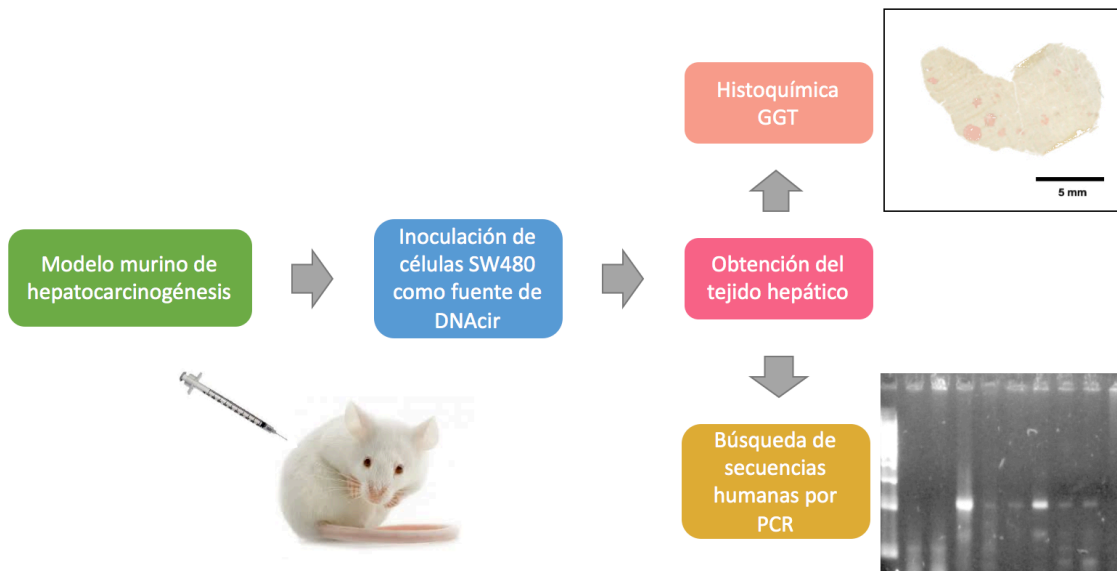 Modelo murino de
hepatocarcinogénesis
Inoculación de
células SW480
como fuente de
DNAcir
Obtención del
tejido hepático
Histoquímica
GGT
5 mm
Búsqueda de
secuencias
humanas por
PCR